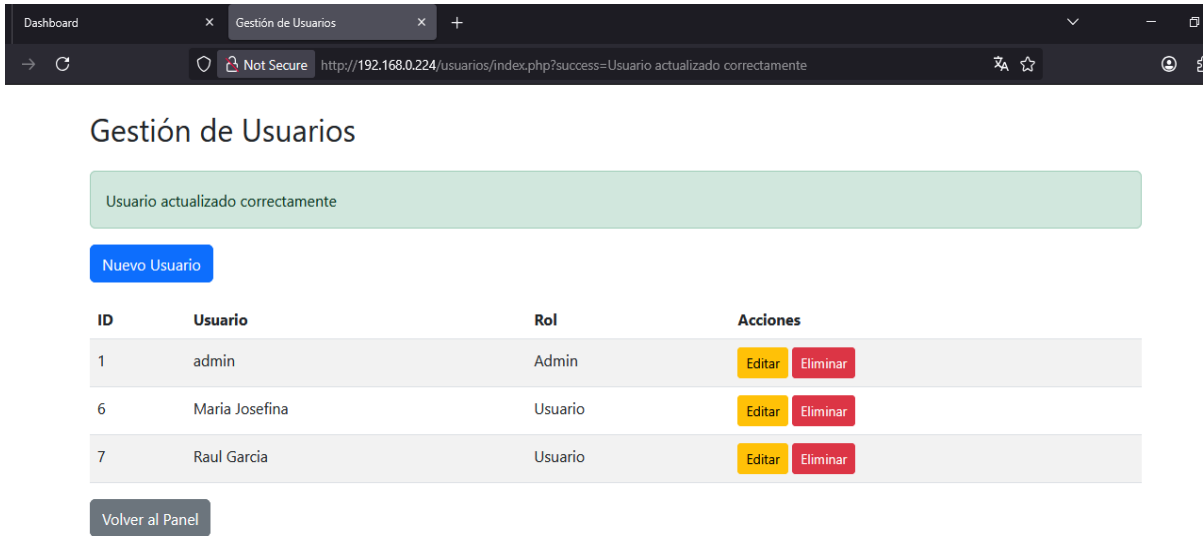 Dashboard Gestión de Usuarios
Not Secure http://192.168.0.224/usuarios/index.php?success=Usuario actualizado correctamente
Gestión de Usuarios
Usuario actualizado correctamente
Nuevo Usuario
ID Usuario Rol Acciones
1 admin Admin Editar Eliminar
6 Maria Josefina Usuario Editar Eliminar
7 Raul Garcia Usuario Editar Eliminar
Volver al Panel